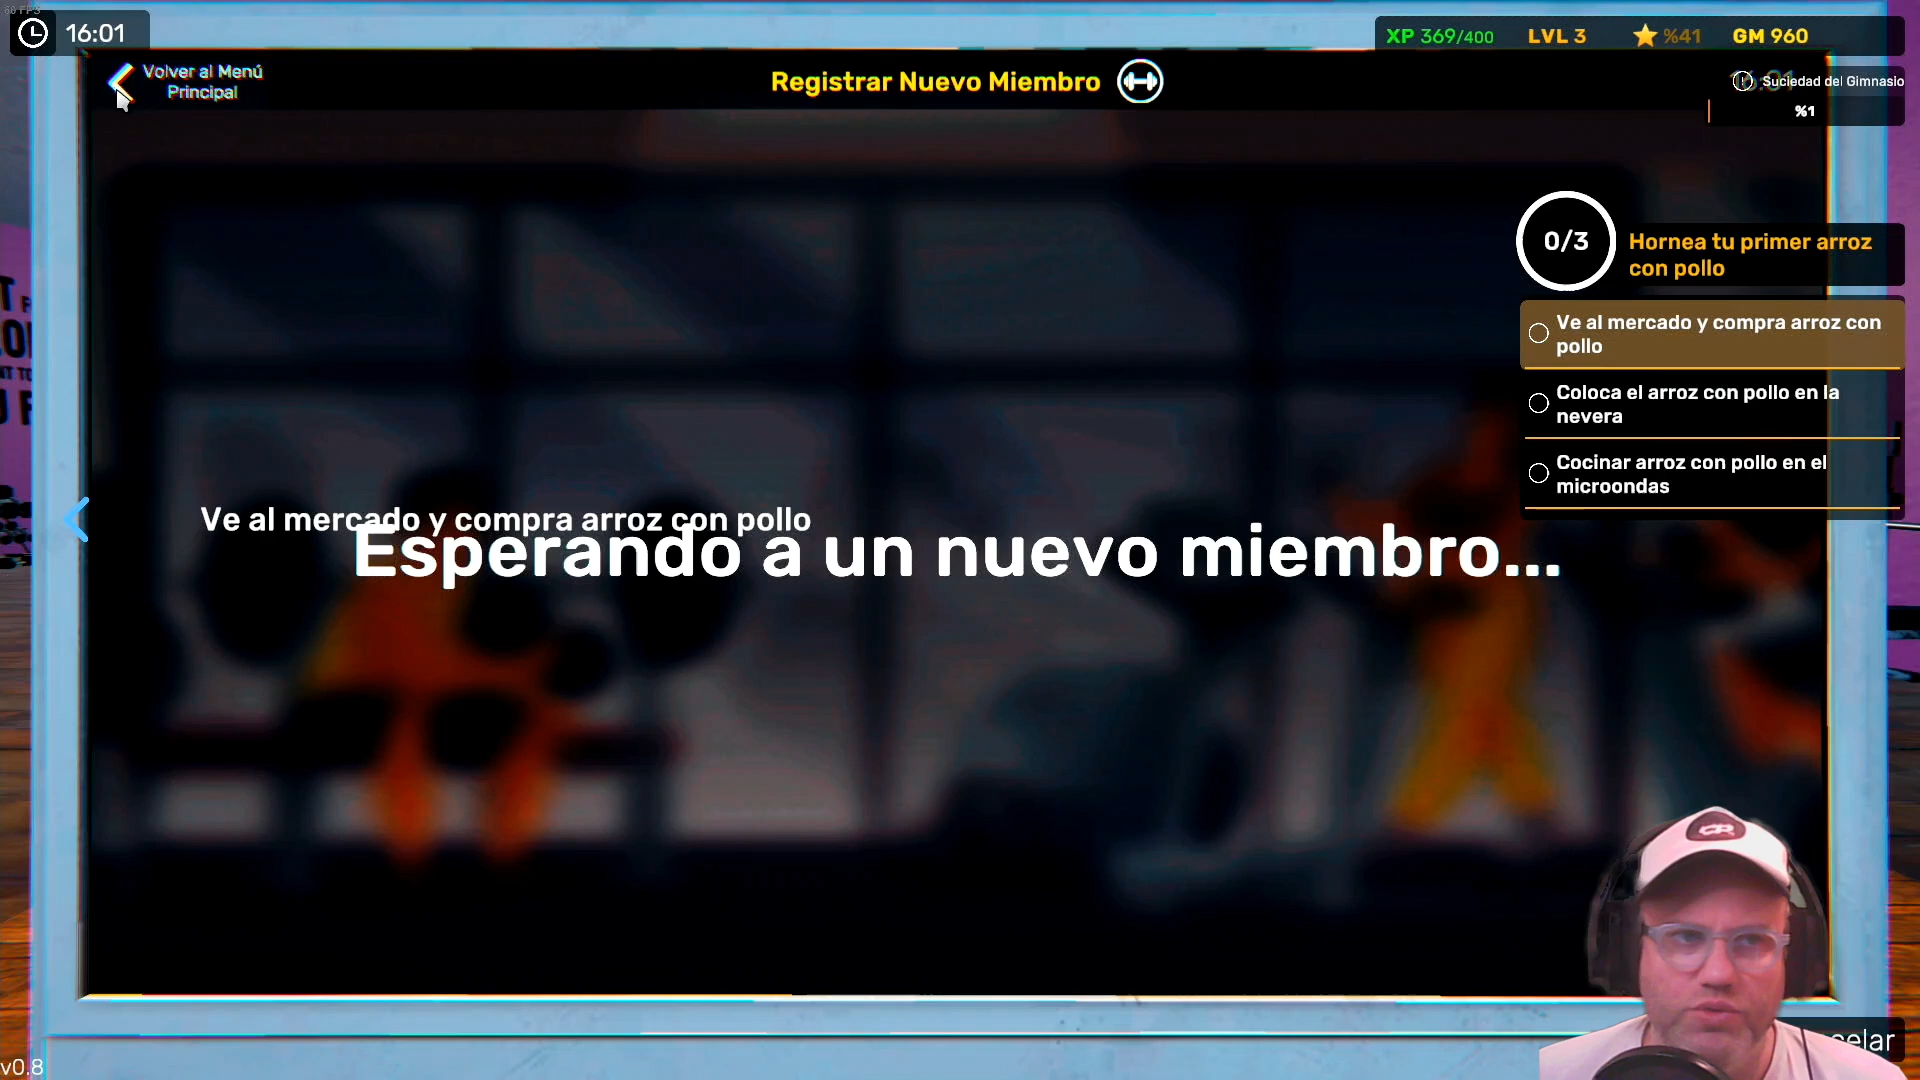 16:01
XP 369/400
LVL 3
%41
GM 960
Volver al Menú
Principal
Registrar Nuevo Miembro
Suciedad del Gimnasio
%1
0/3
Hornea tu primer arroz
con pollo
Ve al mercado y compra arroz con
pollo
Coloca el arroz con pollo en la
nevera
Cocinar arroz con pollo en el
microondas
Ve al mercado y compra arroz con pollo
Esperando a un nuevo miembro...
v0.8